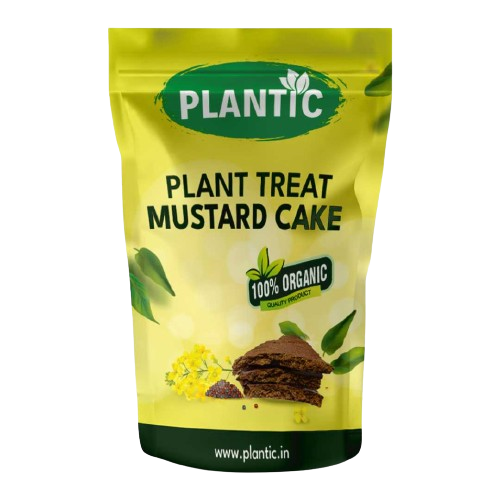 PLANTIC
PLANT TREAT
MUSTARD CAKE
100% ORGANIC
QUALITY PRODUCT
www.plantic.in